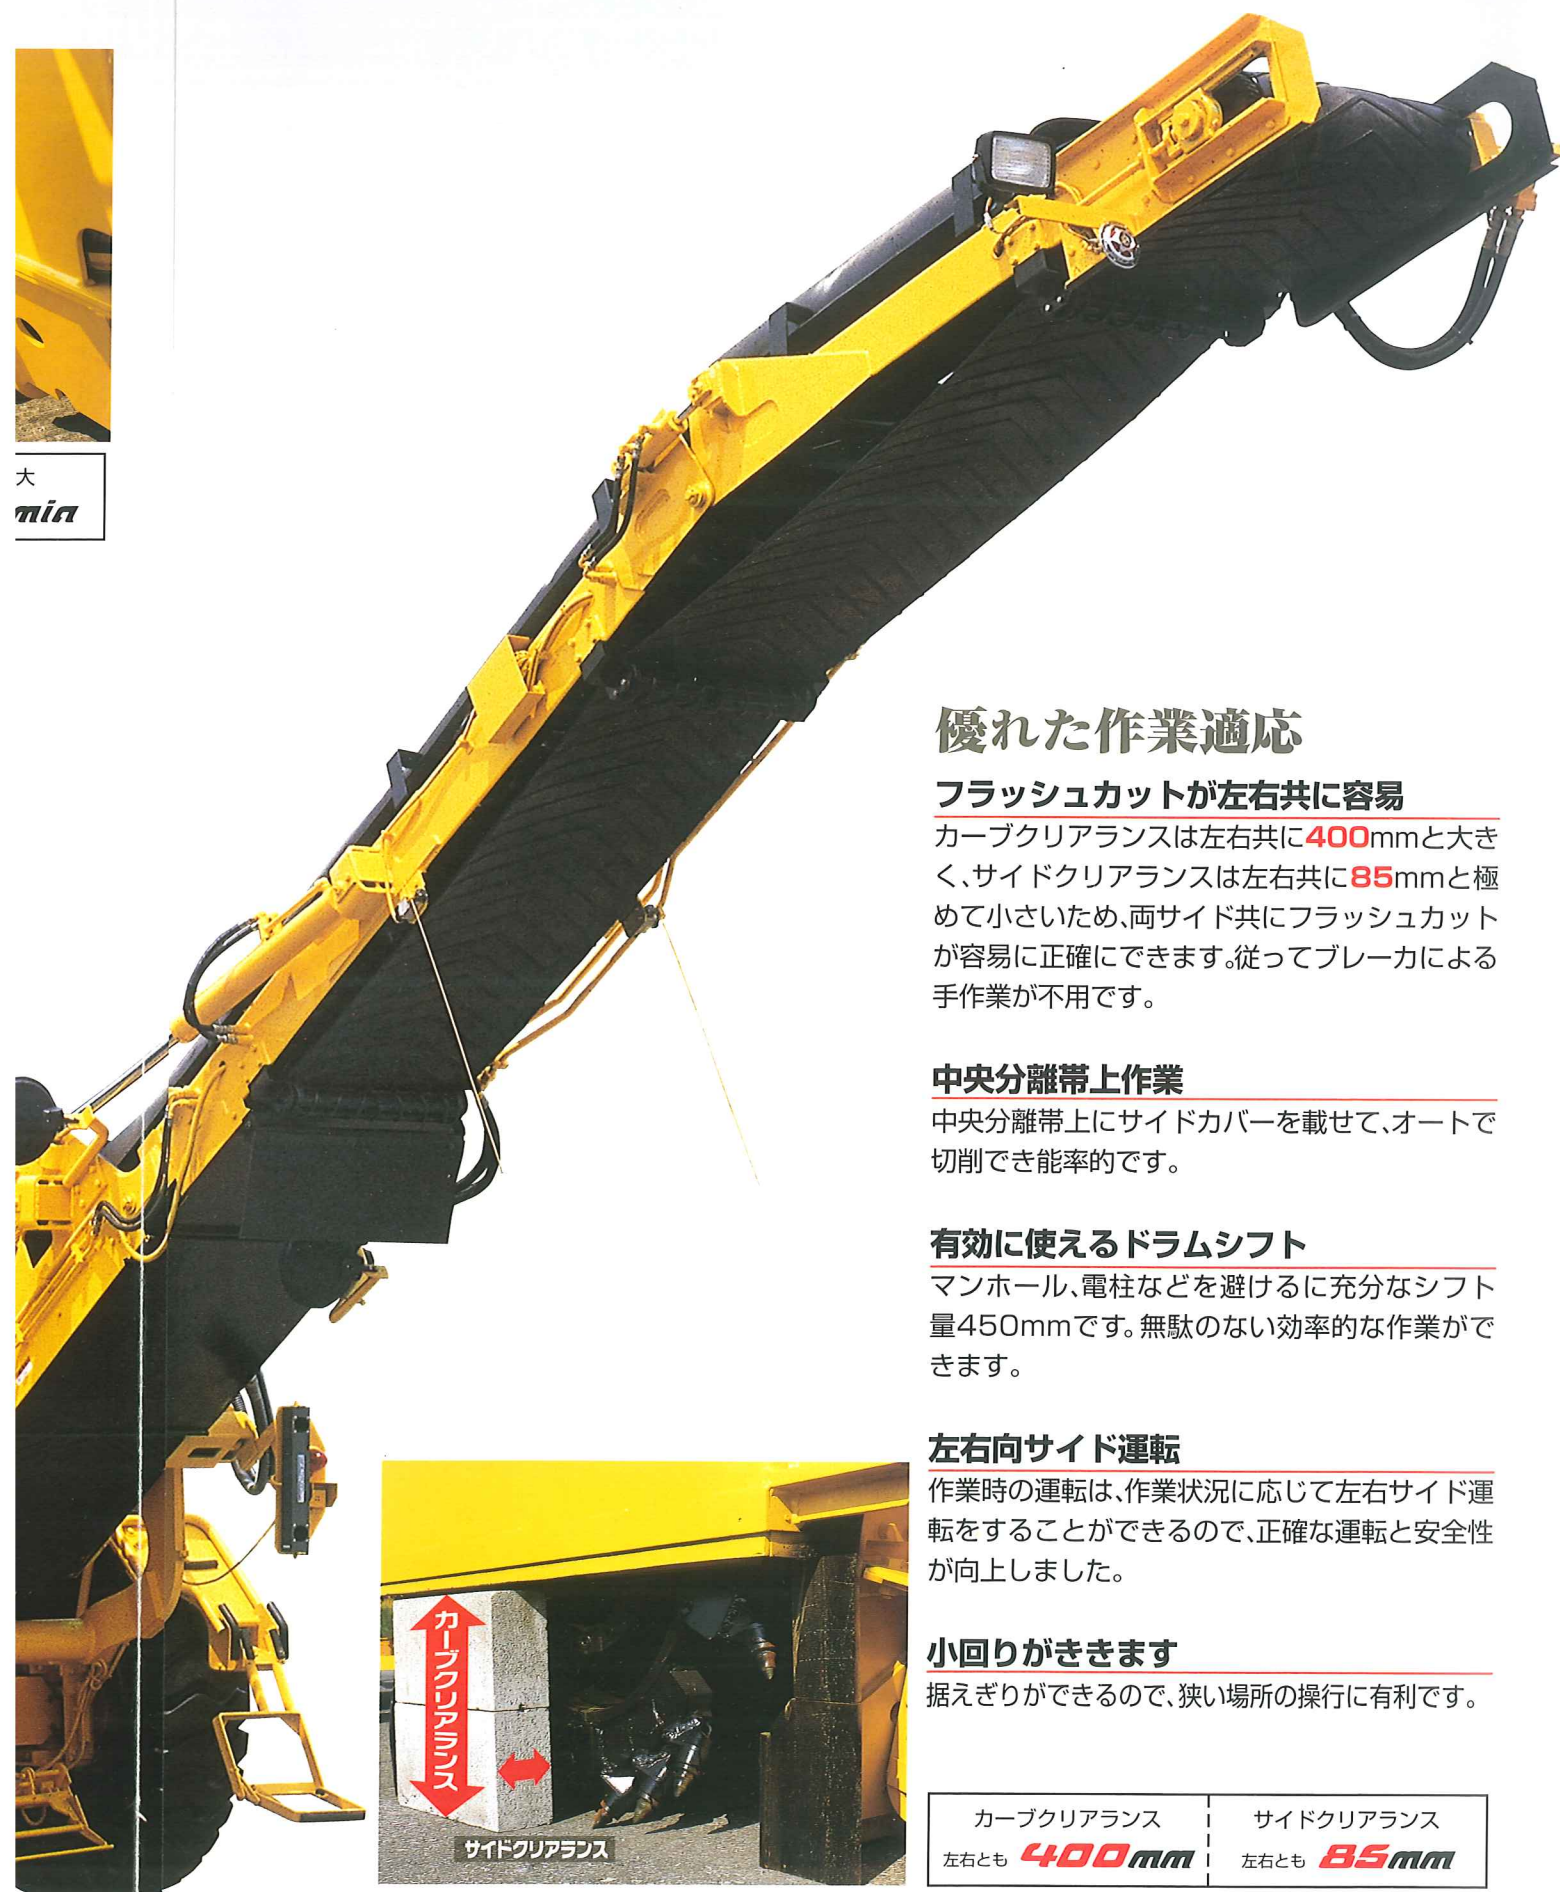 大
min
優れた作業適応
フラッシュカットが左右共に容易
カーブクリアランスは左右共に400mmと大き
く、サイドクリアランスは左右共に85mmと極
めて小さいため、両サイド共にフラッシュカット
が容易に正確にできます。従ってブレーカによる
手作業が不用です。
中央分離帯上作業
中央分離帯上にサイドカバーを載せて、オートで
切削でき能率的です。
有効に使えるドラムシフト
マンホール、電柱などを避けるに充分なシフト
量450mmです。無駄のない効率的な作業がで
きます。
左右向サイド運転
作業時の運転は、作業状況に応じて左右サイド運
転をすることができるので、正確な運転と安全性
が向上しました。
小回りがききます
据えぎりができるので、狭い場所の操行に有利です。
カーブクリアランス
サイドクリアランス
カーブクリアランス
左右とも 400mm
サイドクリアランス
左右とも 85mm